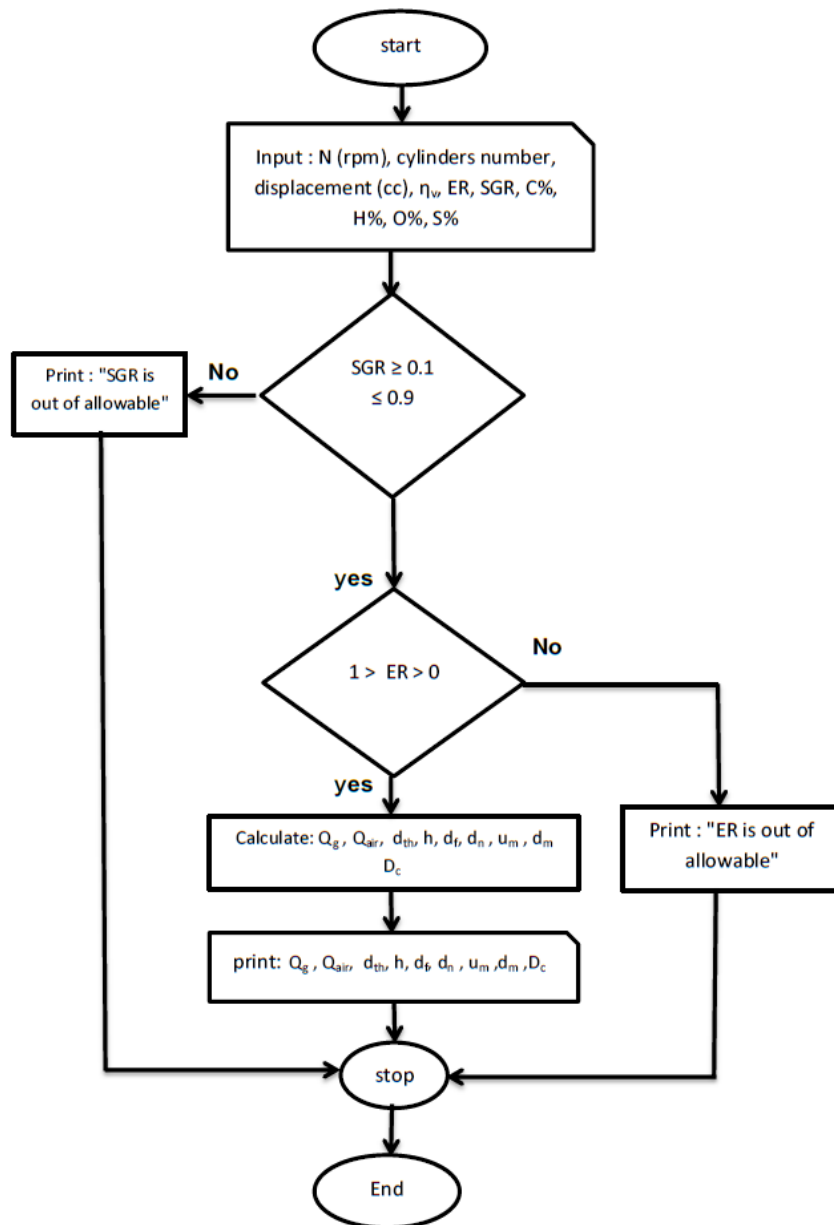 start
Input : N (rpm), cylinders number,
displacement (cc), ηv, ER, SGR, C%,
H%, O%, S%
SGR ≥ 0.1
≤ 0.9
No
Print : "SGR is
out of allowable"
yes
1 > ER > 0
No
yes
Calculate: Qg , Qair, dth, h, df, dn , um , dm
Dc
Print : "ER is out of
allowable"
print: Qg , Qair, dth, h, df, dn , um ,dm ,Dc
stop
End